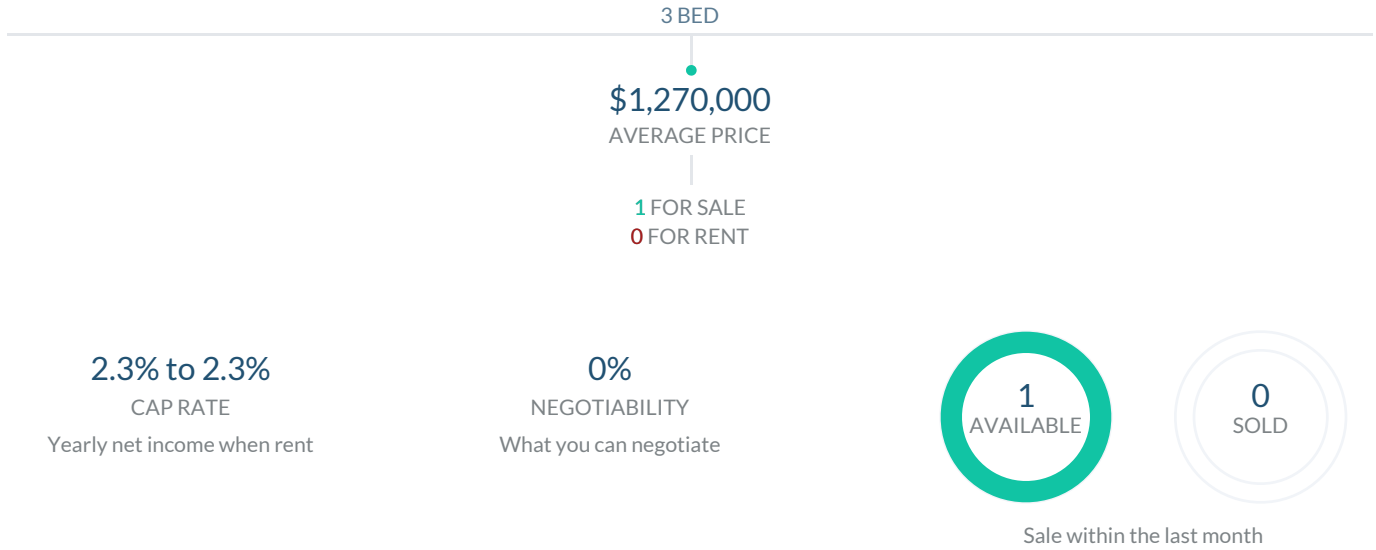 3 BED
$1,270,000
AVERAGE PRICE
1 FOR SALE
0 FOR RENT
2.3% to 2.3%
CAP RATE
Yearly net income when rent
0%
NEGOTIABILITY
What you can negotiate
1
AVAILABLE
0
SOLD
Sale within the last month